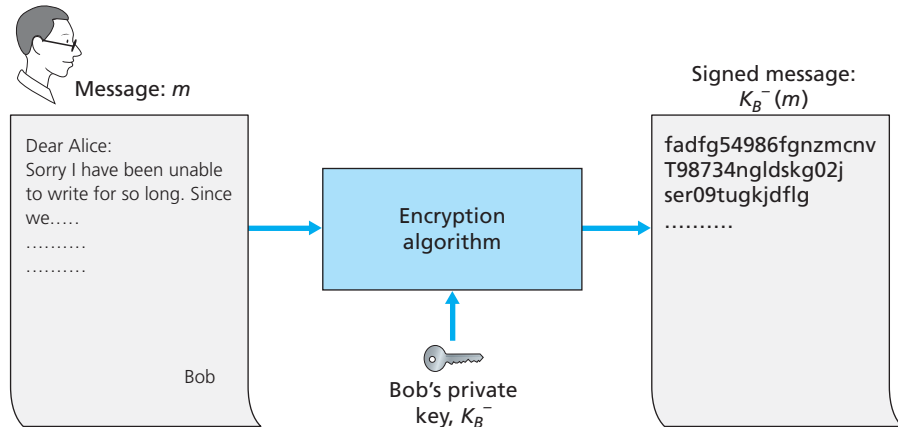 Message: m
Dear Alice:
Sorry I have been unable
to write for so long. Since
we.....
..........
..........
Bob
Encryption
algorithm
Bob's private
key, K_B^-
Signed message:
K_B^- (m)
fadfg54986fgnzmcnv
T98734ngldskg02j
ser09tugkjdflg
..........